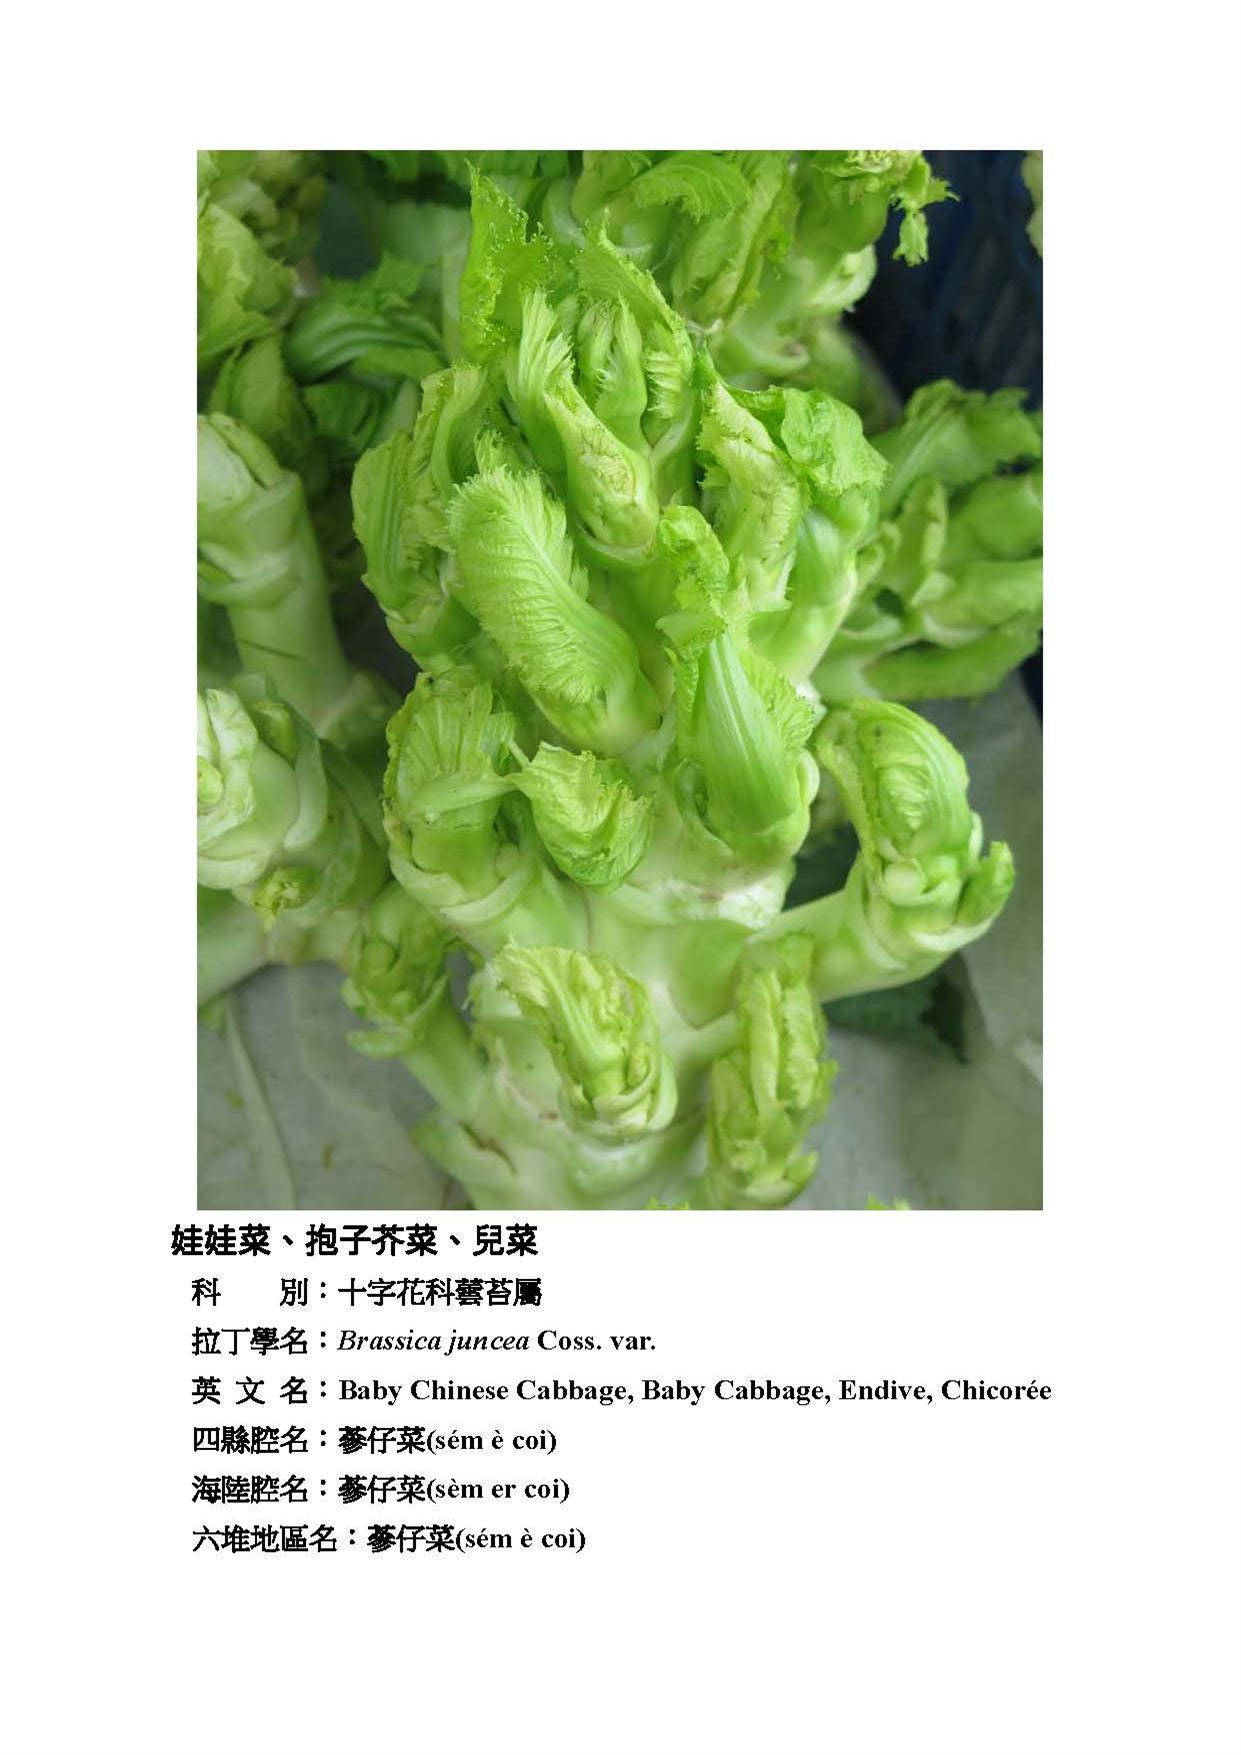 娃娃菜、抱子芥菜、兒菜
科　　別：十字花科蕓苔屬
拉丁學名：Brassica juncea Coss. var.
英 文 名：Baby Chinese Cabbage, Baby Cabbage, Endive, Chicorée
四縣腔名：蔘仔菜(sém è coi)
海陸腔名：蔘仔菜(sèm er coi)
六堆地區名：蔘仔菜(sém è coi)